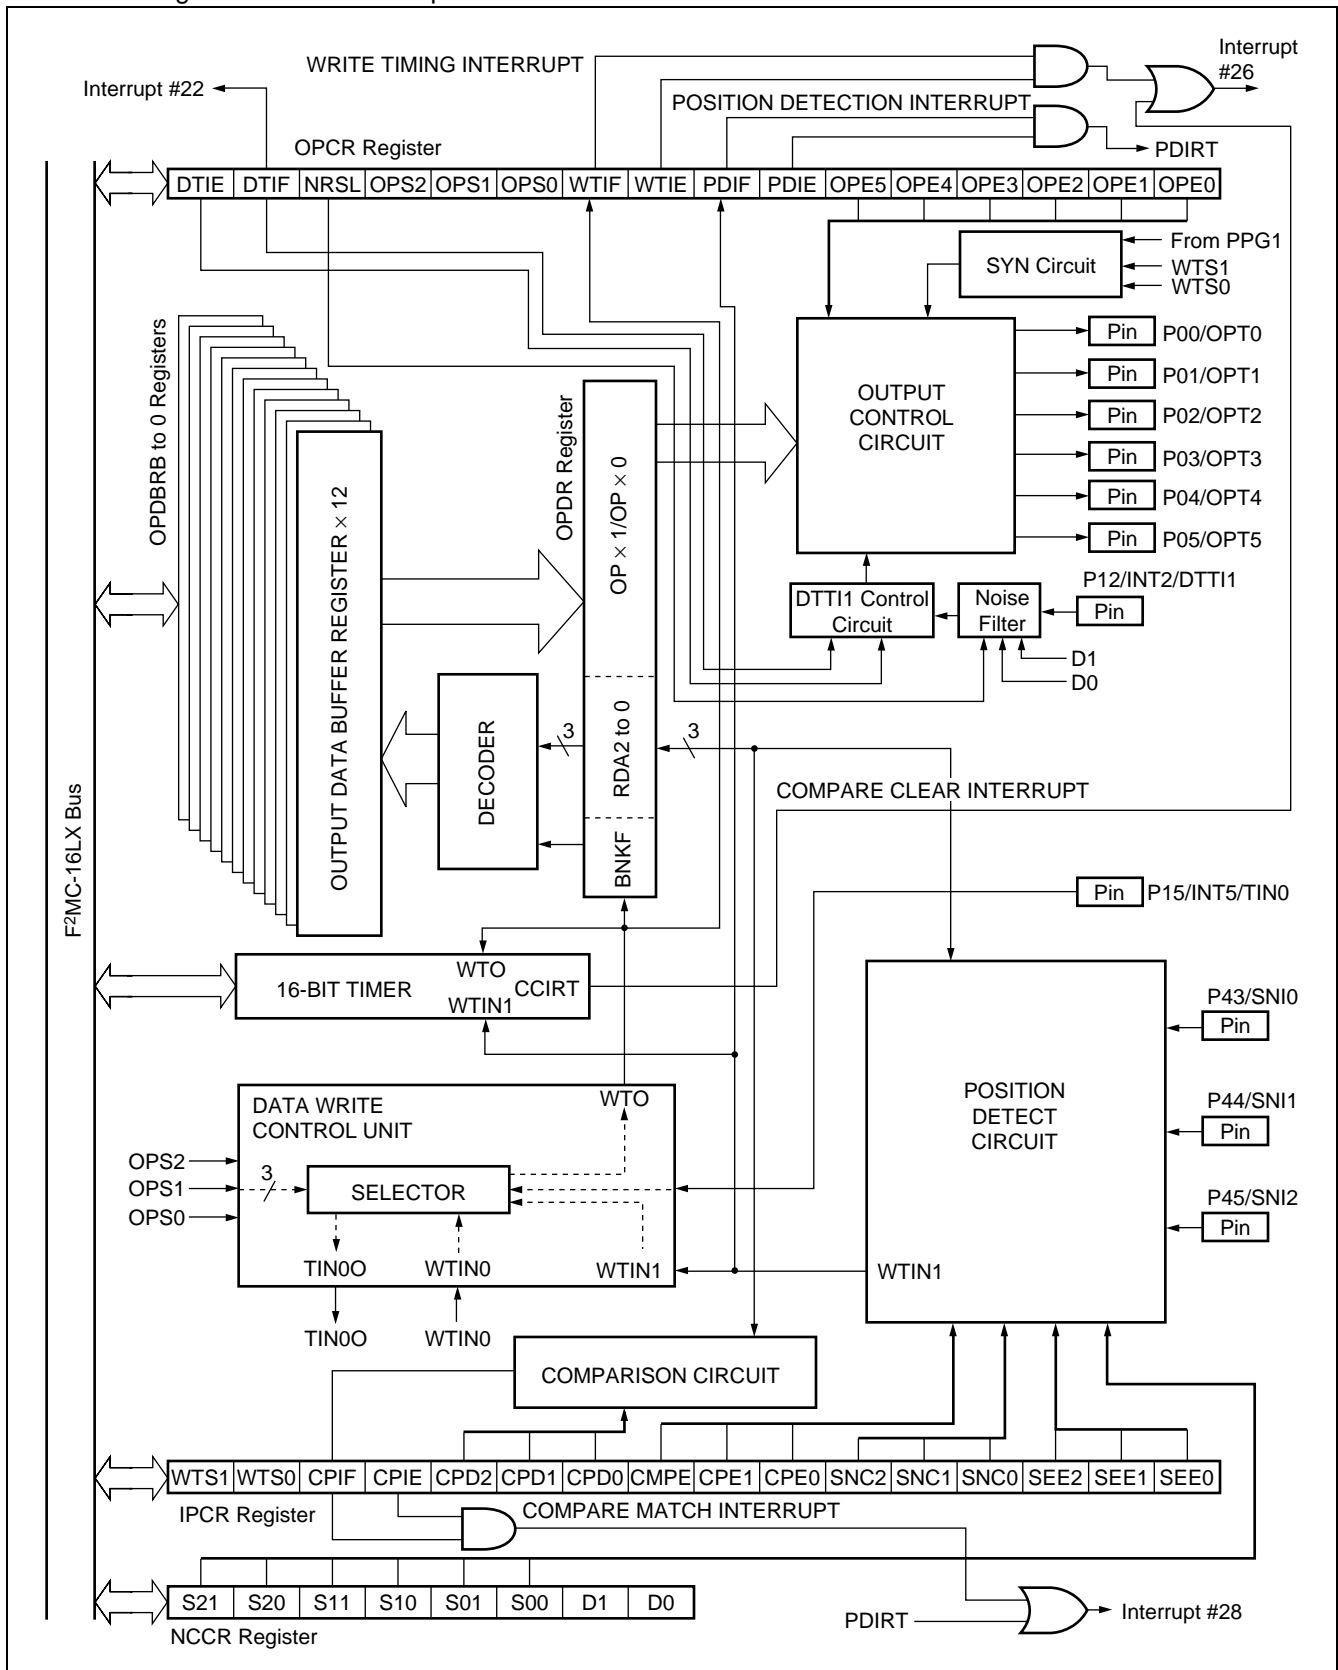 WRITE TIMING INTERRUPT
Interrupt
#26
Interrupt #22
POSITION DETECTION INTERRUPT
OPCR Register
PDIRT
DTIE DTIF NRSL OPS2 OPS1 OPS0 WTIF WTIE PDIF PDIE OPE5 OPE4 OPE3 OPE2 OPE1 OPE0
From PPG1
SYN Circuit
WTS1
WTS0
OPDBRB to 0 Registers
OUTPUT DATA BUFFER REGISTER × 12
OPDR Register
OP × 1/OP × 0
RDA2 to 0
BNKF
OUTPUT
CONTROL
CIRCUIT
Pin P00/OPT0
Pin P01/OPT1
Pin P02/OPT2
Pin P03/OPT3
Pin P04/OPT4
Pin P05/OPT5
P12/INT2/DTTI1
DTTI1 Control
Circuit
Noise
Filter
Pin
D1
D0
DECODER
3
3
COMPARE CLEAR INTERRUPT
F²MC-16LX Bus
Pin P15/INT5/TIN0
16-BIT TIMER
WTO
CCIRT
WTIN1
P43/SNI0
Pin
DATA WRITE
CONTROL UNIT
WTO
POSITION
DETECT
CIRCUIT
P44/SNI1
Pin
OPS2
OPS1
OPS0
3
SELECTOR
P45/SNI2
Pin
TIN0O
WTIN0
WTIN1
WTIN1
TIN0O
WTIN0
COMPARISON CIRCUIT
WTS1 WTS0 CPIF CPIE CPD2 CPD1 CPD0 CMPE CPE1 CPE0 SNC2 SNC1 SNC0 SEE2 SEE1 SEE0
IPCR Register
COMPARE MATCH INTERRUPT
S21 S20 S11 S10 S01 S00 D1 D0
NCCR Register
PDIRT
Interrupt #28